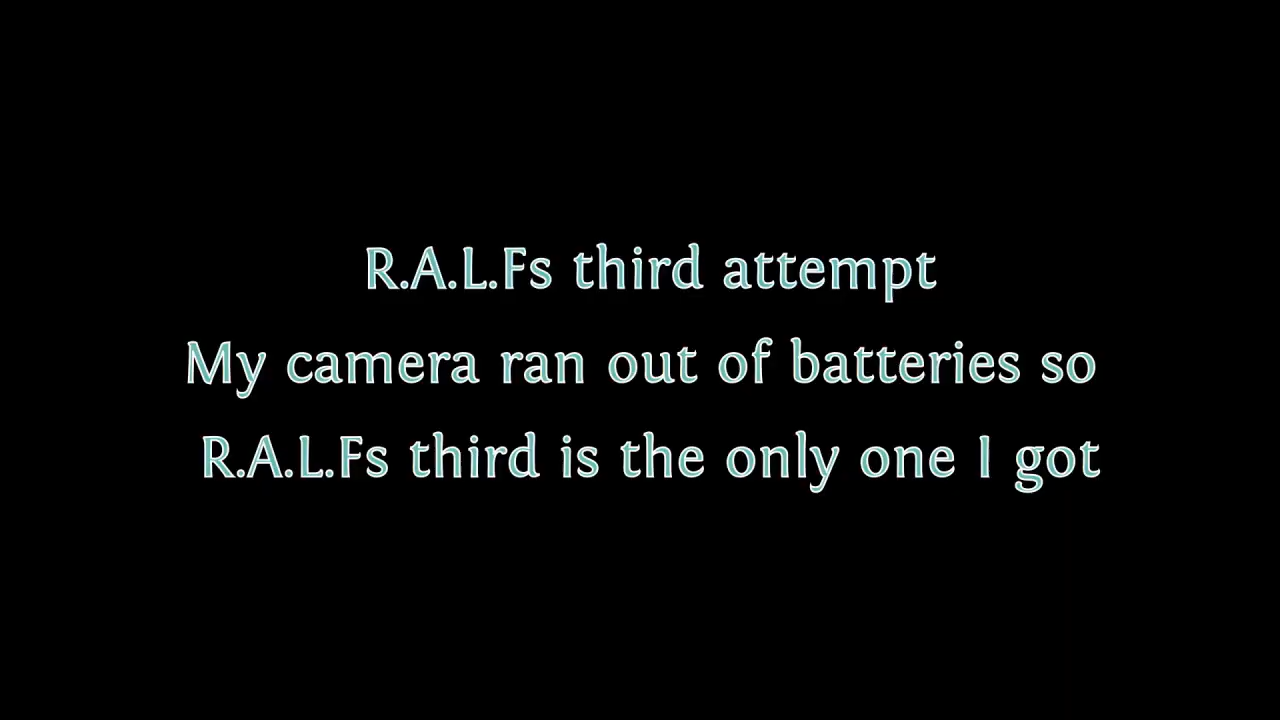 R.A.L.Fs third attempt
My camera ran out of batteries so
R.A.L.Fs third is the only one I got